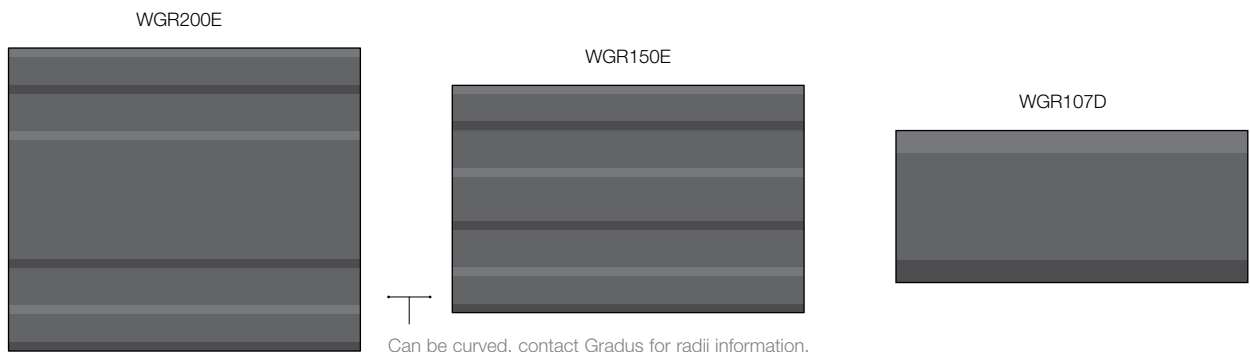 WGR200E
WGR150E
WGR107D
Can be curved, contact Gradus for radii information.